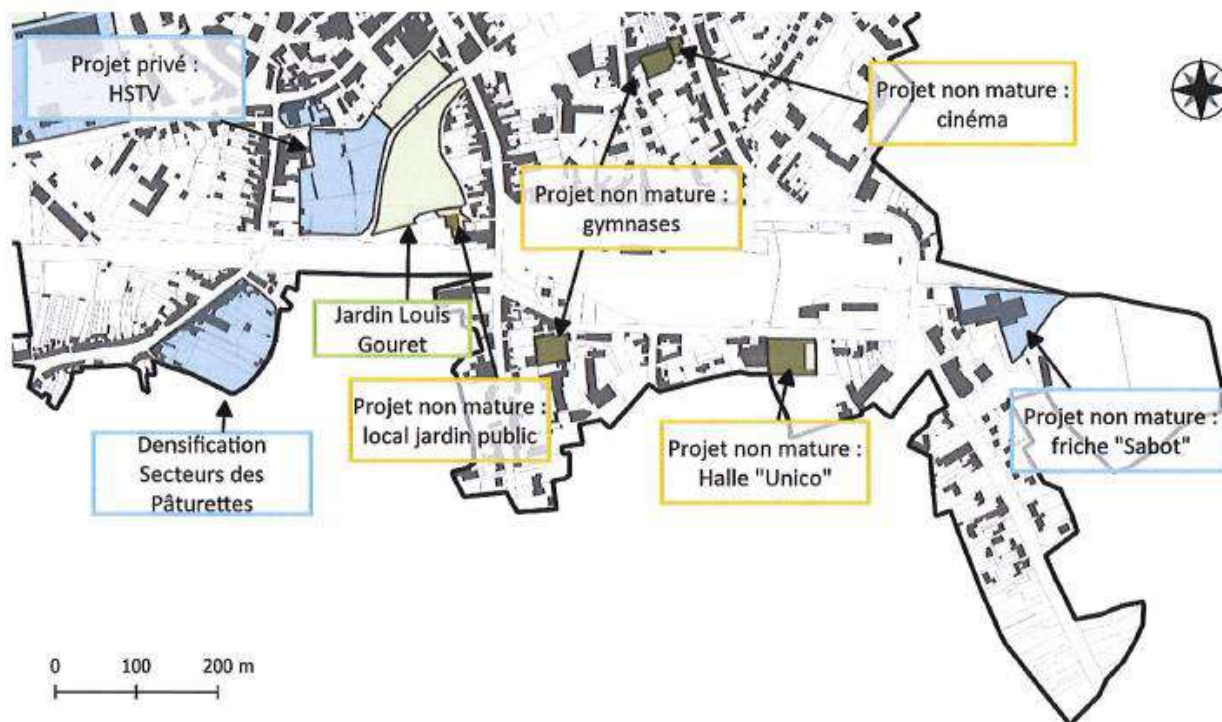 Projet privé :
HSTV
Projet non mature :
cinéma
Projet non mature :
gymnases
Jardin Louis
Gouret
Projet non mature :
local jardin public
Densification
Secteurs des
Pâturettes
Projet non mature :
Halle "Unico"
Projet non mature :
friche "Sabot"
0 100 200 m